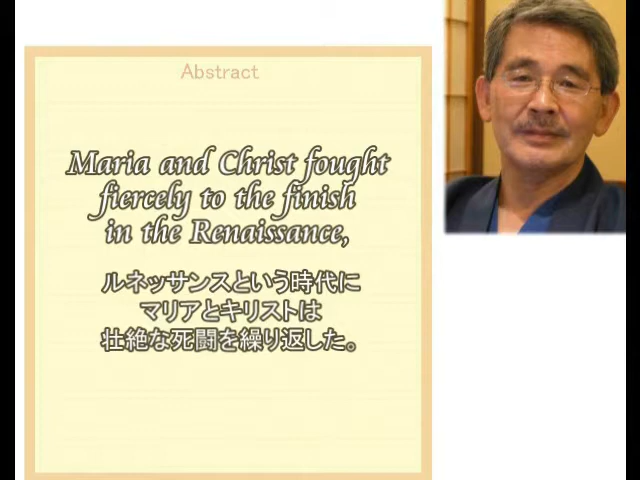 Abstract
Maria and Christ fought
fiercely to the finish
in the Renaissance,
ルネッサンスという時代に
マリアとキリストは
壮絶な死闘を繰り返した。